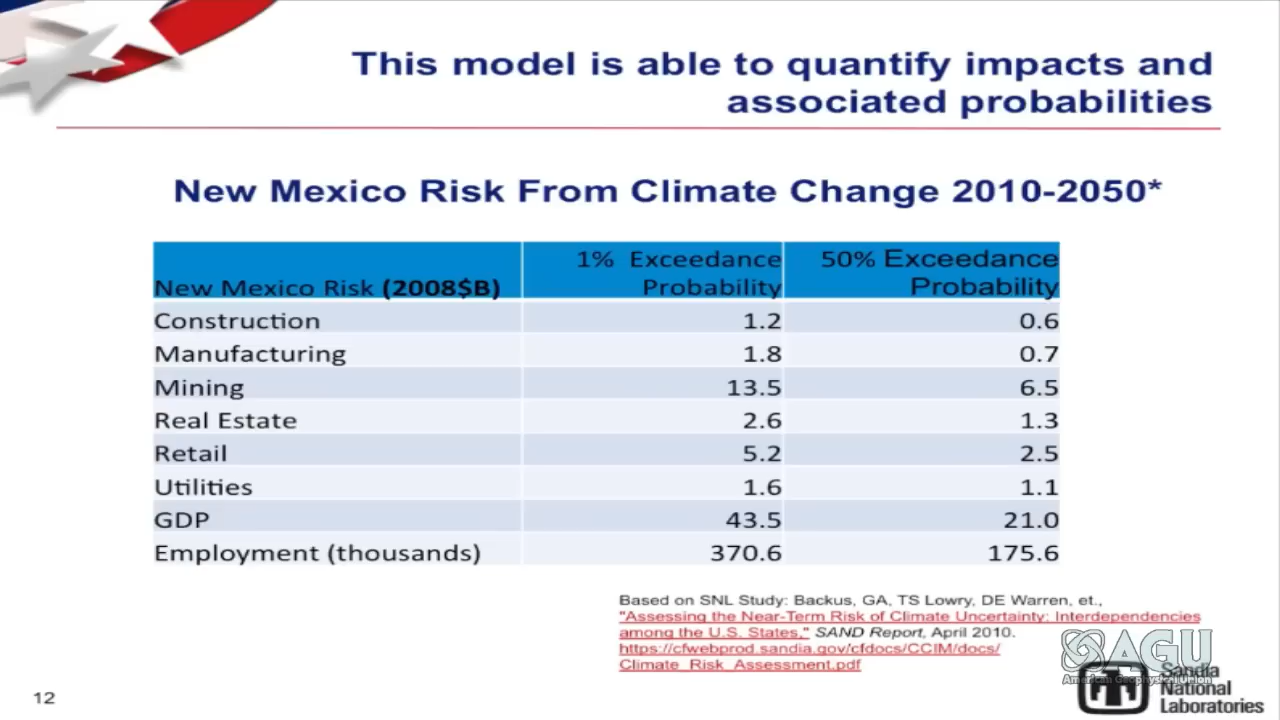 This model is able to quantify impacts and
associated probabilities
New Mexico Risk From Climate Change 2010-2050*
New Mexico Risk (2008$B) 1% Exceedance Probability 50% Exceedance Probability
Construction 1.2 0.6
Manufacturing 1.8 0.7
Mining 13.5 6.5
Real Estate 2.6 1.3
Retail 5.2 2.5
Utilities 1.6 1.1
GDP 43.5 21.0
Employment (thousands) 370.6 175.6
Based on SNL Study: Backus, GA, TS Lowry, DE Warren, et.,
"Assessing the Near-Term Risk of Climate Uncertainty: Interdependencies
among the U.S. States," SAND Report, April 2010.
https://cfwebprod.sandia.gov/cfdocs/CCIM/docs/
Climate_Risk_Assessment.pdf
AGU
American Geophysical Union
Sandia
National
Laboratories
12